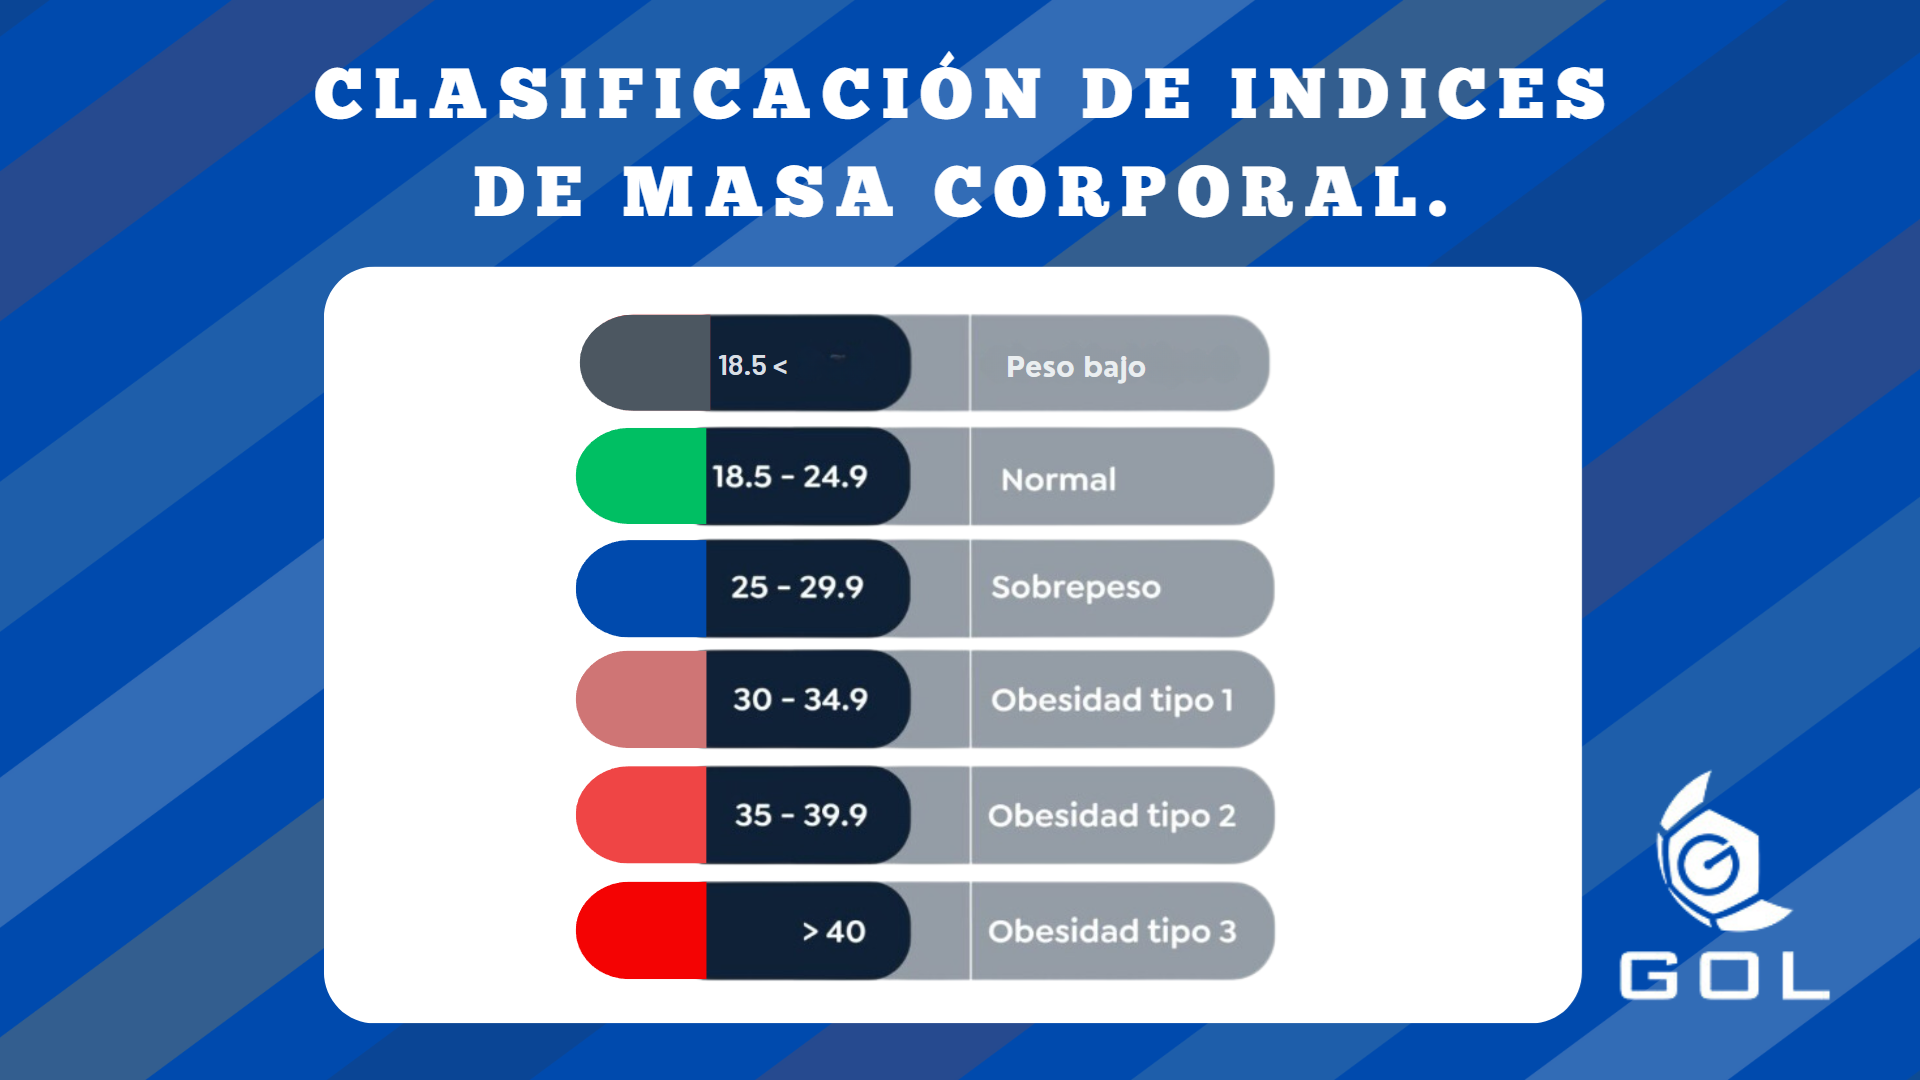 CLASIFICACIÓN DE INDICES
DE MASA CORPORAL.
18.5 < Peso bajo
18.5 - 24.9 Normal
25 - 29.9 Sobrepeso
30 - 34.9 Obesidad tipo 1
35 - 39.9 Obesidad tipo 2
> 40 Obesidad tipo 3
GOL